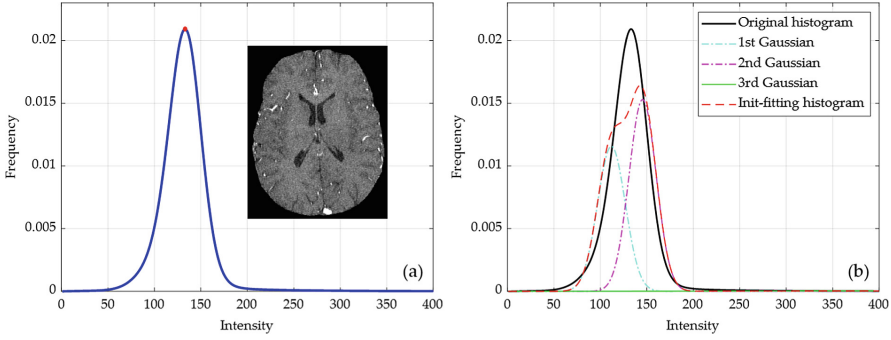 0.02
0.015
0.01
0.005
0
Frequency
0 50 100 150 200 250 300 350 400
Intensity
(a)
0.02
0.015
0.01
0.005
0
Frequency
0 50 100 150 200 250 300 350 400
Intensity
(b)
Original histogram
1st Gaussian
2nd Gaussian
3rd Gaussian
Init-fitting histogram